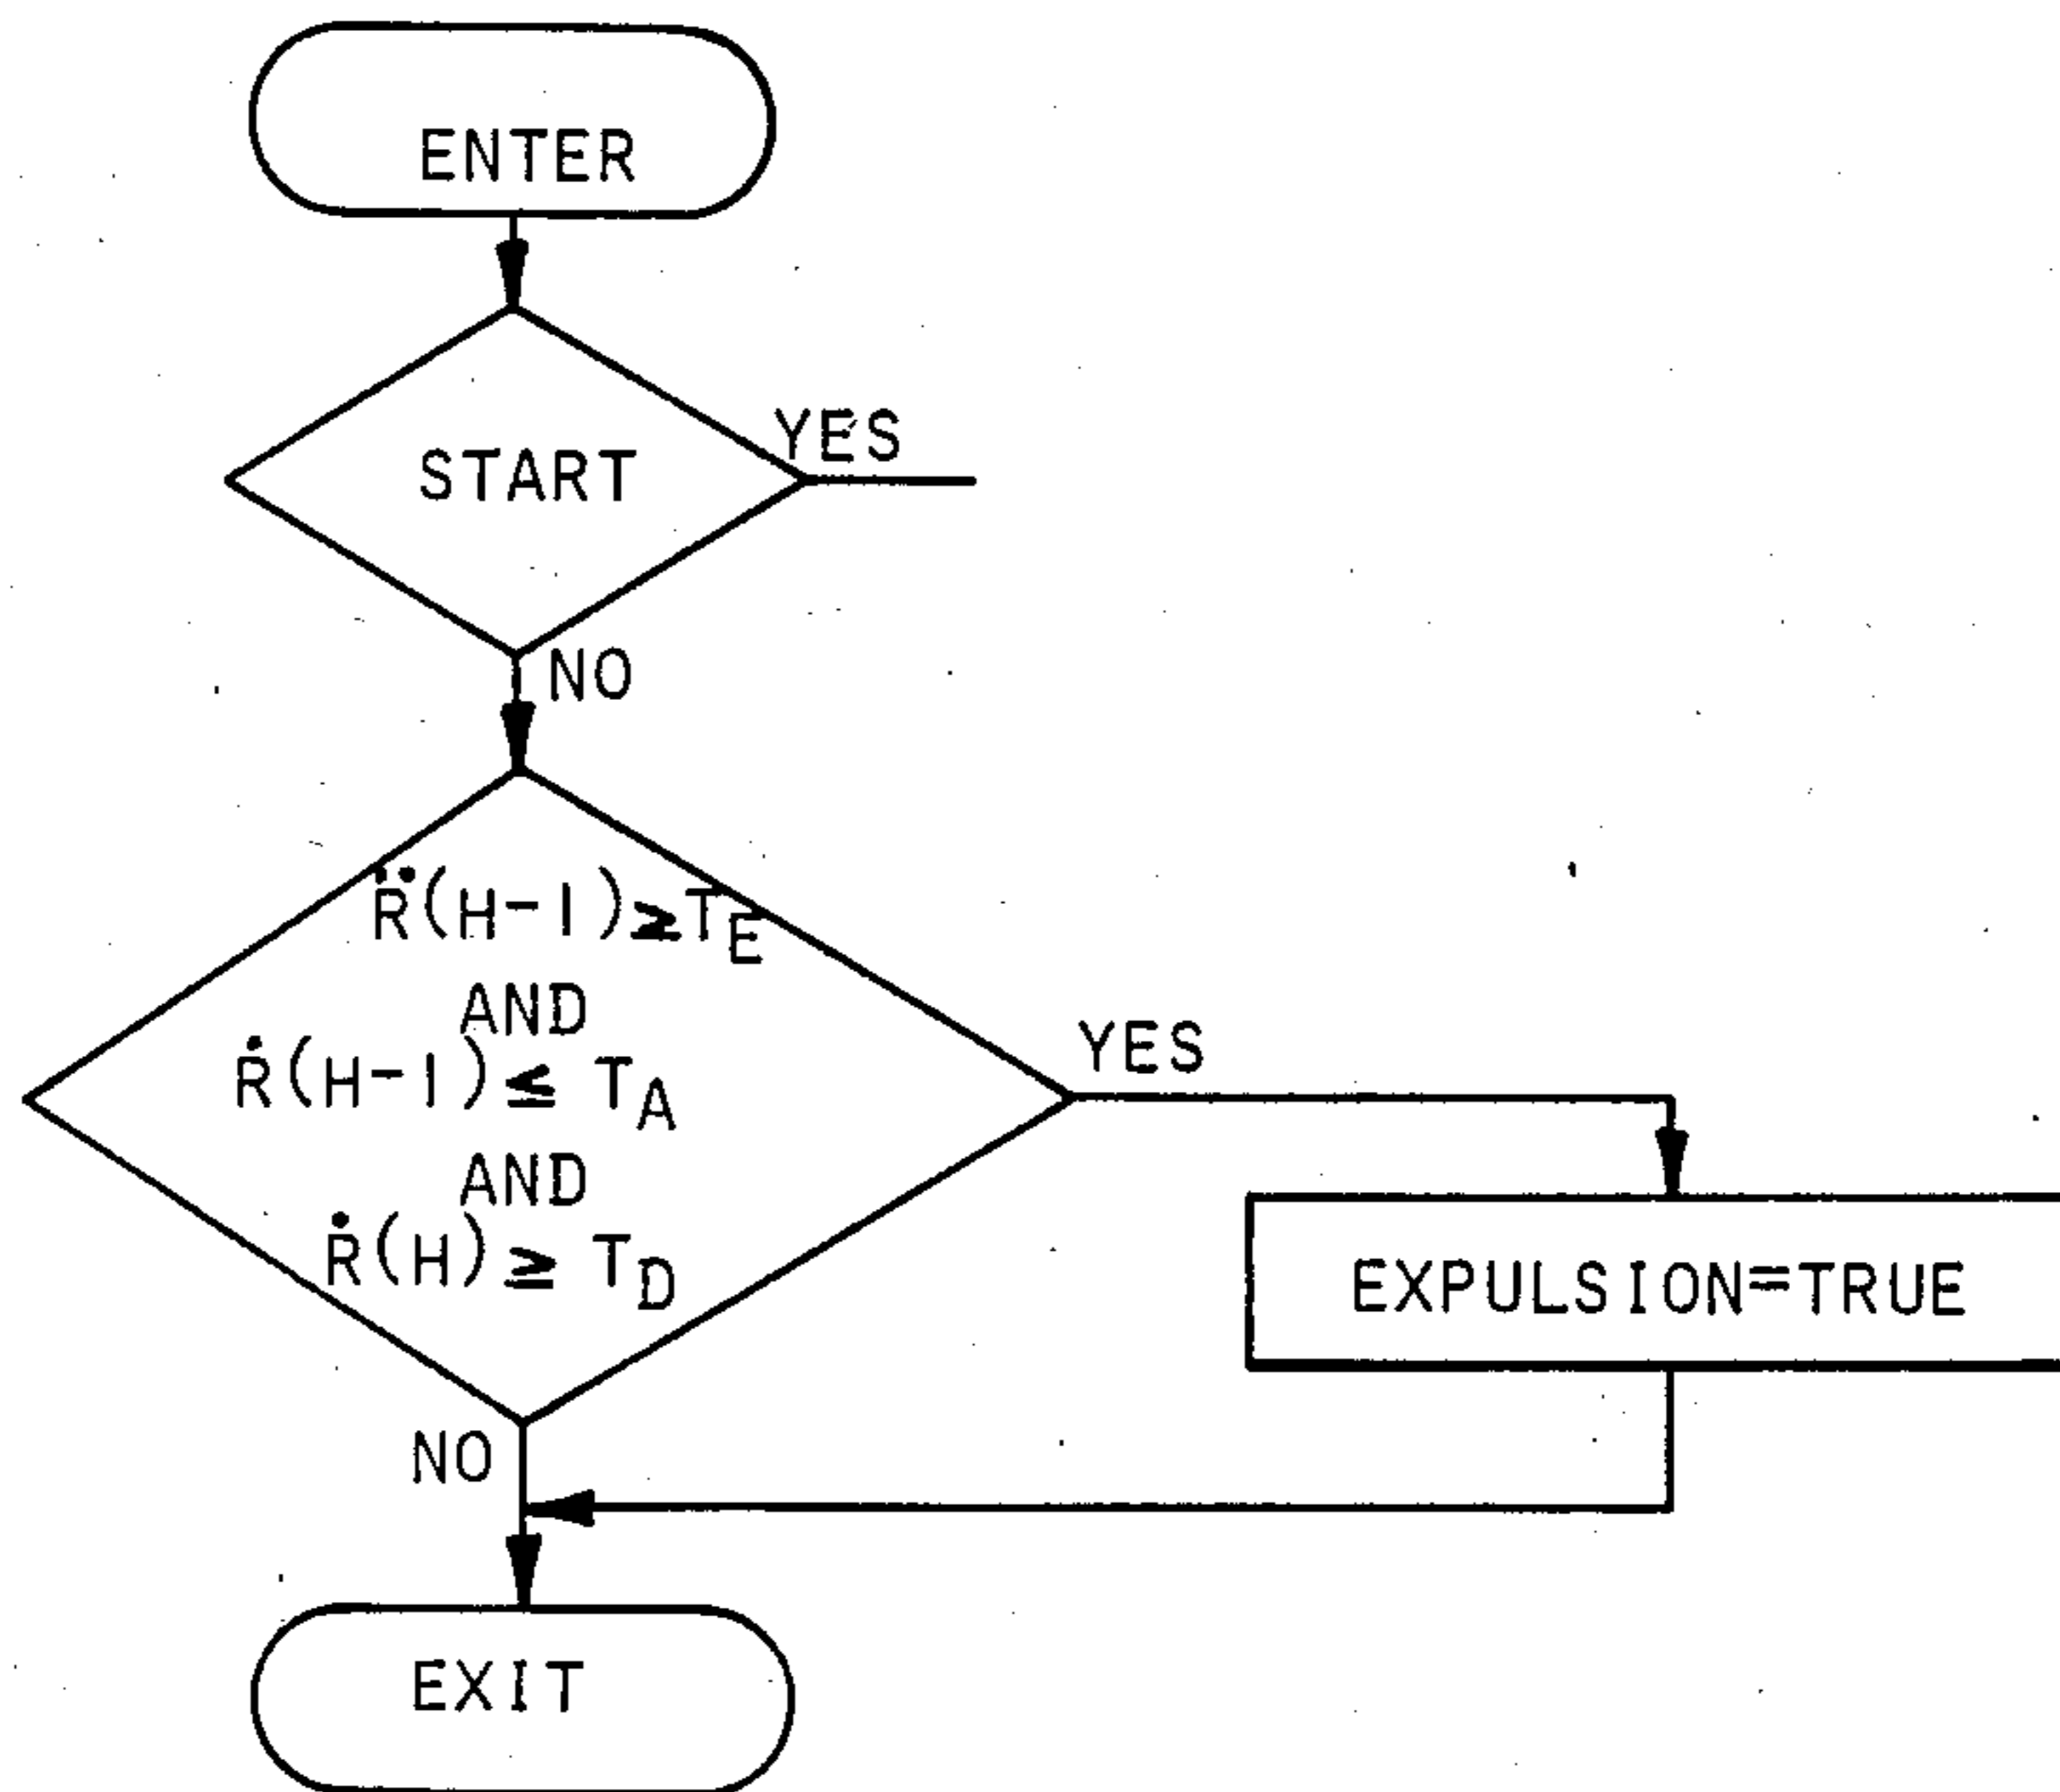 ENTER
START
YES
NO
R̈(H-1)≥T_E
AND
Ṙ(H-1)≤ T_A
AND
Ṙ(H)≥ T_D
YES
EXPULSION=TRUE
NO
EXIT